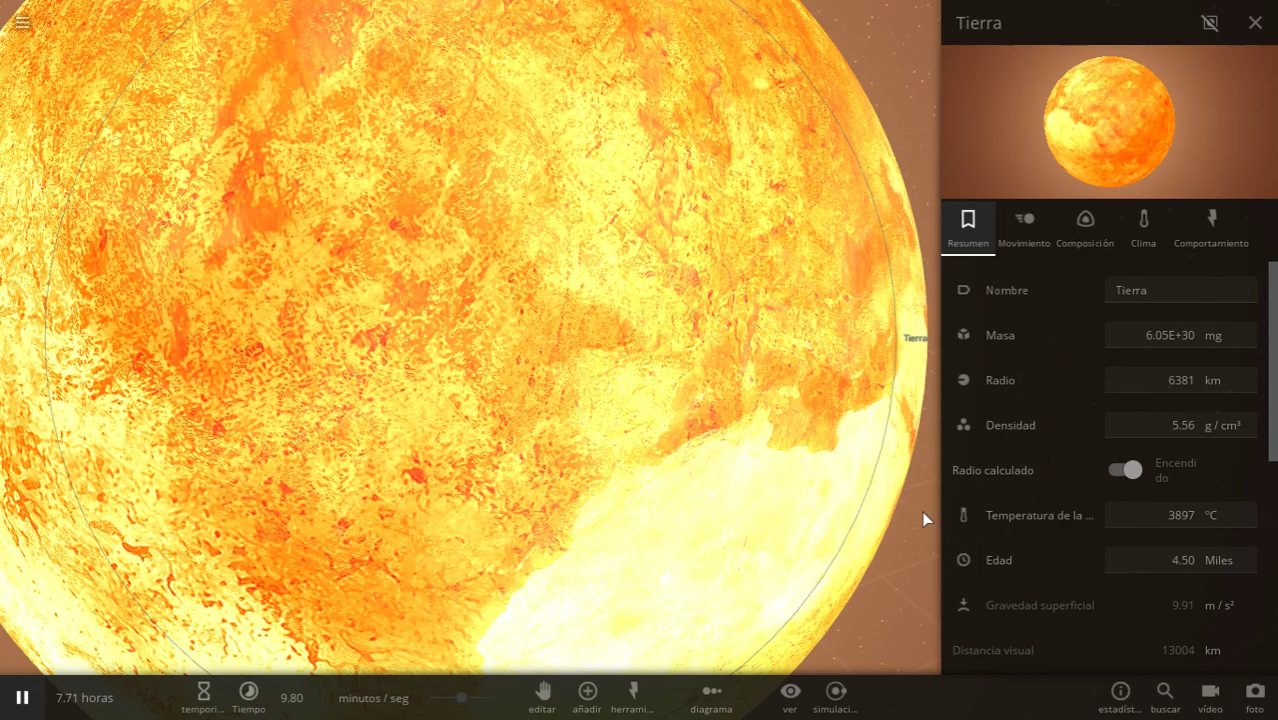 Tierra
Resumen Movimiento Composición Clima Comportamiento
Nombre Tierra
Masa 6.05E+30 mg
Tierra
Radio 6381 km
Densidad 5.56 g / cm³
Radio calculado Encendi
do
Temperatura de la ... 3897 °C
Edad 4.50 Miles
Gravedad superficial 9.91 m / s²
Distancia visual 13004 km
7.71 horas tempori... Tiempo 9.80 minutos / seg editar añadir herrami... diagrama ver simulaci... estadíst... buscar vídeo foto